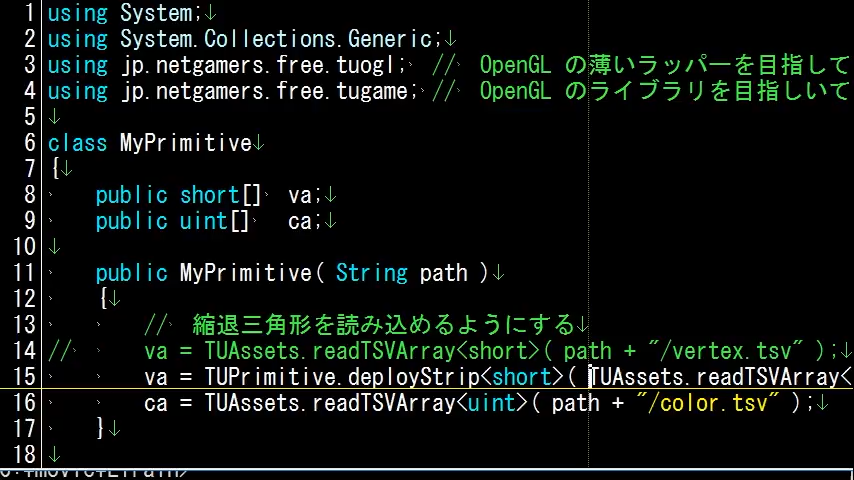 1 using System;↓
2 using System.Collections.Generic;↓
3 using jp.netgamers.free.tuogl; // OpenGL の薄いラッパーを目指して
4 using jp.netgamers.free.tugame; // OpenGL のライブラリを目指しいて
5 ↓
6 class MyPrimitive↓
7 {↓
8 public short[] va;↓
9 public uint[] ca;↓
10 ↓
11 public MyPrimitive( String path )↓
12 {↓
13 // 縮退三角形を読み込めるようにする↓
14 // va = TUAssets.readTSVArray<short>( path + "/vertex.tsv" );↓
15 va = TUPrimitive.deployStrip<short>( TUAssets.readTSVArray<
16 ca = TUAssets.readTSVArray<uint>( path + "/color.tsv" );↓
17 }↓
18 ↓